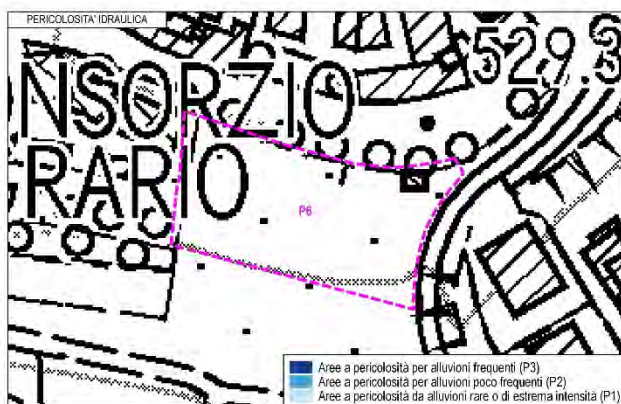 PERICOLOSITA' IDRAULICA
529.3
NSORZIO
RARIO
P6
Aree a pericolosità per alluvioni frequenti (P3)
Aree a pericolosità per alluvioni poco frequenti (P2)
Aree a pericolosità da alluvioni rare o di estrema intensità (P1)